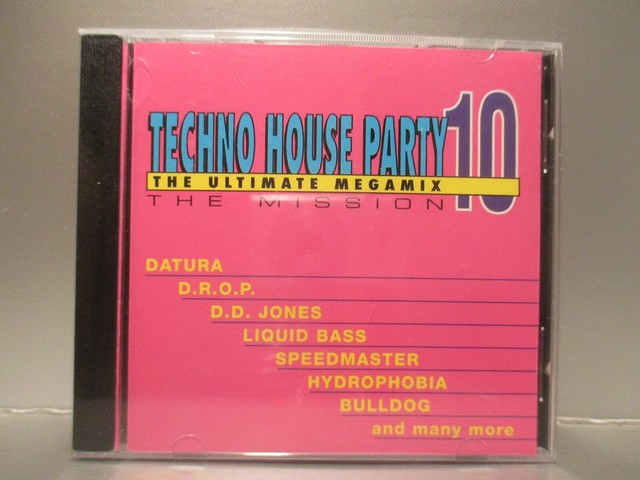 TECHNO HOUSE PARTY 10
THE ULTIMATE MEGAMIX
THE MISSION
DATURA
D.R.O.P.
D.D. JONES
LIQUID BASS
SPEEDMASTER
HYDROPHOBIA
BULLDOG
and many more